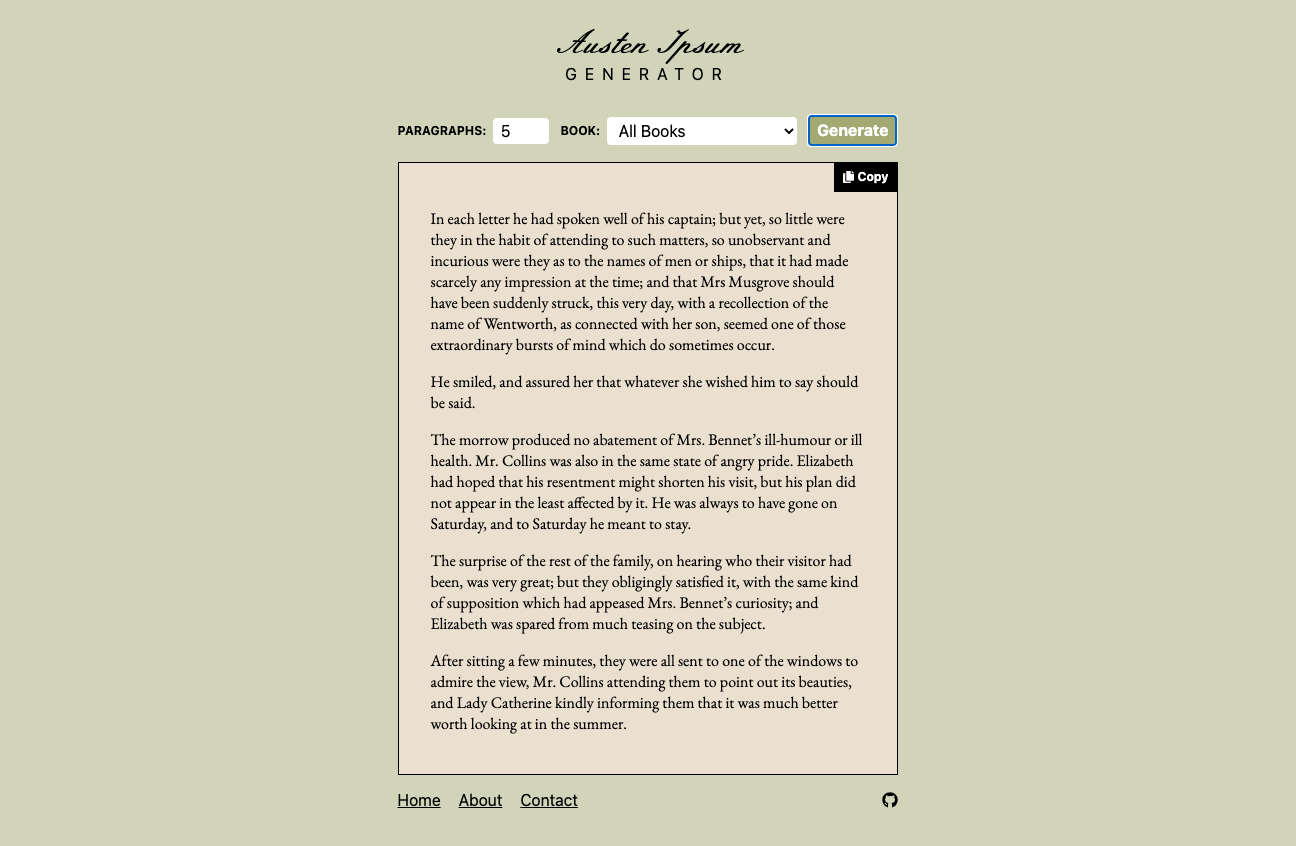 Austen Ipsum
GENERATOR
PARAGRAPHS: 5 BOOK: All Books Generate
Copy
In each letter he had spoken well of his captain; but yet, so little were
they in the habit of attending to such matters, so unobservant and
incurious were they as to the names of men or ships, that it had made
scarcely any impression at the time; and that Mrs Musgrove should
have been suddenly struck, this very day, with a recollection of the
name of Wentworth, as connected with her son, seemed one of those
extraordinary bursts of mind which do sometimes occur.
He smiled, and assured her that whatever she wished him to say should
be said.
The morrow produced no abatement of Mrs. Bennet’s ill-humour or ill
health. Mr. Collins was also in the same state of angry pride. Elizabeth
had hoped that his resentment might shorten his visit, but his plan did
not appear in the least affected by it. He was always to have gone on
Saturday, and to Saturday he meant to stay.
The surprise of the rest of the family, on hearing who their visitor had
been, was very great; but they obligingly satisfied it, with the same kind
of supposition which had appeased Mrs. Bennet’s curiosity; and
Elizabeth was spared from much teasing on the subject.
After sitting a few minutes, they were all sent to one of the windows to
admire the view, Mr. Collins attending them to point out its beauties,
and Lady Catherine kindly informing them that it was much better
worth looking at in the summer.
Home About Contact